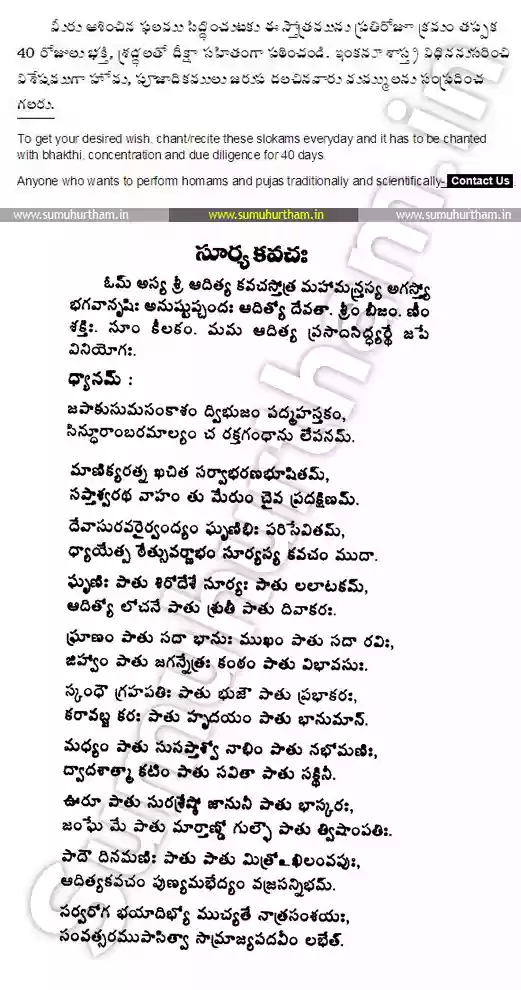 మీరు ఆశించిన ఫలము సిద్ధించుటకు ఈ స్తోత్రమును ప్రతిరోజూ క్రమం తప్పక
40 రోజులు భక్తి, శ్రద్ధలతో దీక్షా సహితంగా పఠించండి. ఇంకనూ శాస్త్ర విధిననుసరించి
విశేషముగా హోమ, పూజాదికములు జరుప దలచినవారు మమ్ములను సంప్రదించ
గలరు.
To get your desired wish, chant/recite these slokams everyday and it has to be chanted
with bhakthi, concentration and due diligence for 40 days.
Anyone who wants to perform homams and pujas traditionally and scientifically- Contact Us
www.sumuhurtham.in www.sumuhurtham.in www.sumuhurtham.in
సూర్యకవచః
ఓమ్ అస్య శ్రీ ఆదిత్య కవచస్తోత్ర మహామన్త్రస్య అగస్త్యో
భగవానృషిః అనుష్టుప్ఛందః ఆదిత్యో దేవతా. శ్రీం బీజం. ణీం
శక్తిః. సూం కీలకం. మమ ఆదిత్య ప్రసాదసిద్ధ్యర్థే జపే
వినియోగః.
ధ్యానమ్ :
జపాకుసుమసంకాశం ద్విభుజం పద్మహస్తకం,
సిన్ధూరాంబరమాల్యం చ రక్తగంధాను లేపనమ్.
మాణిక్యరత్న ఖచిత సర్వాభరణభూషితమ్,
సప్తాశ్వరథ వాహం తు మేరుం చైవ ప్రదక్షిణమ్.
దేవాసురవరైర్వంద్యం ఘృణిభిః పరిసేవితమ్,
ధ్యాయేత్ప ఠేత్సువర్ణాభం సూర్యస్య కవచం ముదా.
ఘృణిః పాతు శిరోదేశే సూర్యః పాతు లలాటకమ్,
ఆదిత్యో లోచనే పాతు శ్రుతీ పాతు దివాకరః.
ఘ్రాణం పాతు సదా భానుః ముఖం పాతు సదా రవిః,
జిహ్వాం పాతు జగన్నేత్రః కంఠం పాతు విభావసుః.
స్కంధౌ గ్రహపతిః పాతు భుజౌ పాతు ప్రభాకరః,
కరావబ్జ కరః పాతు హృదయం పాతు భానుమాన్.
మధ్యం పాతు సుసప్తాశ్వో నాభిం పాతు నభోమణిః,
ద్వాదశాత్మా కటిం పాతు సవితా పాతు సక్థినీ.
ఊరూ పాతు సురశ్రేష్ఠో జానునీ పాతు భాస్కరః,
జంఘే మే పాతు మార్తాణ్డో గుల్ఫౌ పాతు త్విషాంపతిః.
పాదౌ దినమణిః పాతు పాతు మిత్రోఽఖిలంవపుః,
ఆదిత్యకవచం పుణ్యమభేద్యం వజ్రసన్నిభమ్.
సర్వరోగ భయాదిభ్యో ముచ్యతే నాత్రసంశయః,
సంవత్సరముపాసిత్వా సామ్రాజ్యపదవీం లభేత్.
Sumuhurtham.in